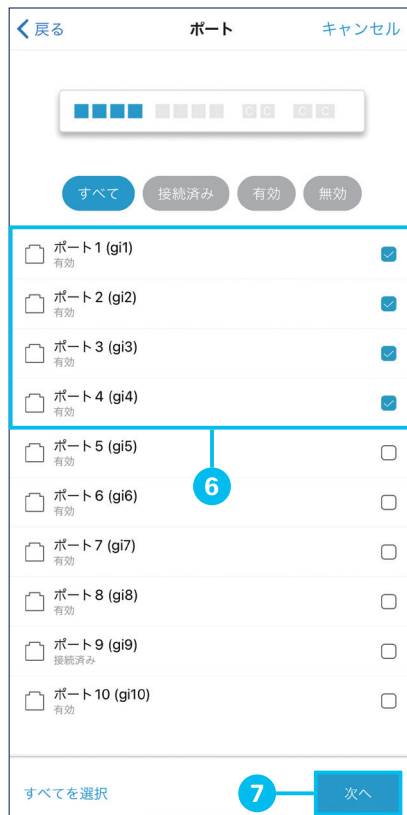 戻る ポート キャンセル
C C C C
すべて 接続済み 有効 無効
ポート1 (gi1)
有効
ポート2 (gi2)
有効
ポート3 (gi3)
有効
ポート4 (gi4)
有効
ポート5 (gi5)
有効
6
ポート6 (gi6)
有効
ポート7 (gi7)
有効
ポート8 (gi8)
有効
ポート9 (gi9)
接続済み
ポート10 (gi10)
有効
すべてを選択 7 次へ